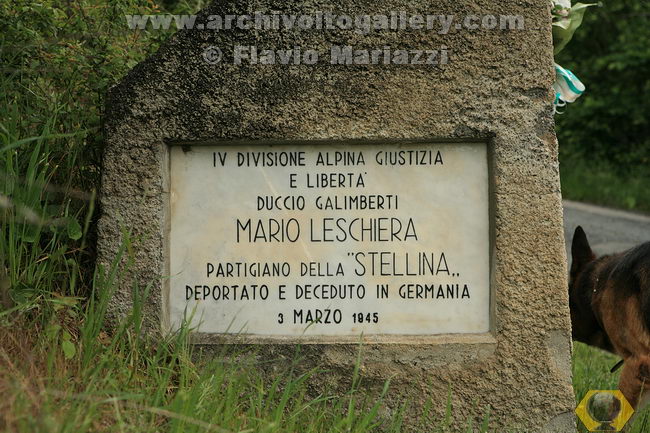 www.archivoltogallery.com
© Flavio Mariazzi
IV DIVISIONE ALPINA GIUSTIZIA
E LIBERTA'
DUCCIO GALIMBERTI
MARIO LESCHIERA
PARTIGIANO DELLA "STELLINA„
DEPORTATO E DECEDUTO IN GERMANIA
3 MARZO 1945